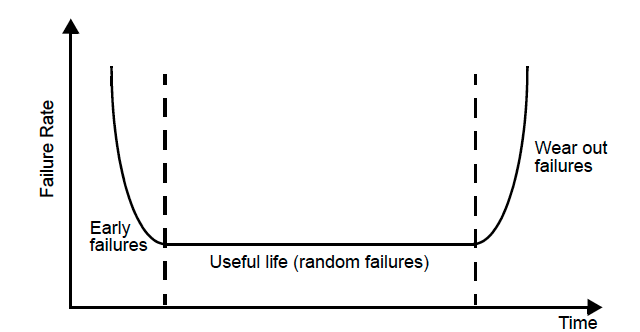 Failure Rate
Early
failures
Useful life (random failures)
Wear out
failures
Time